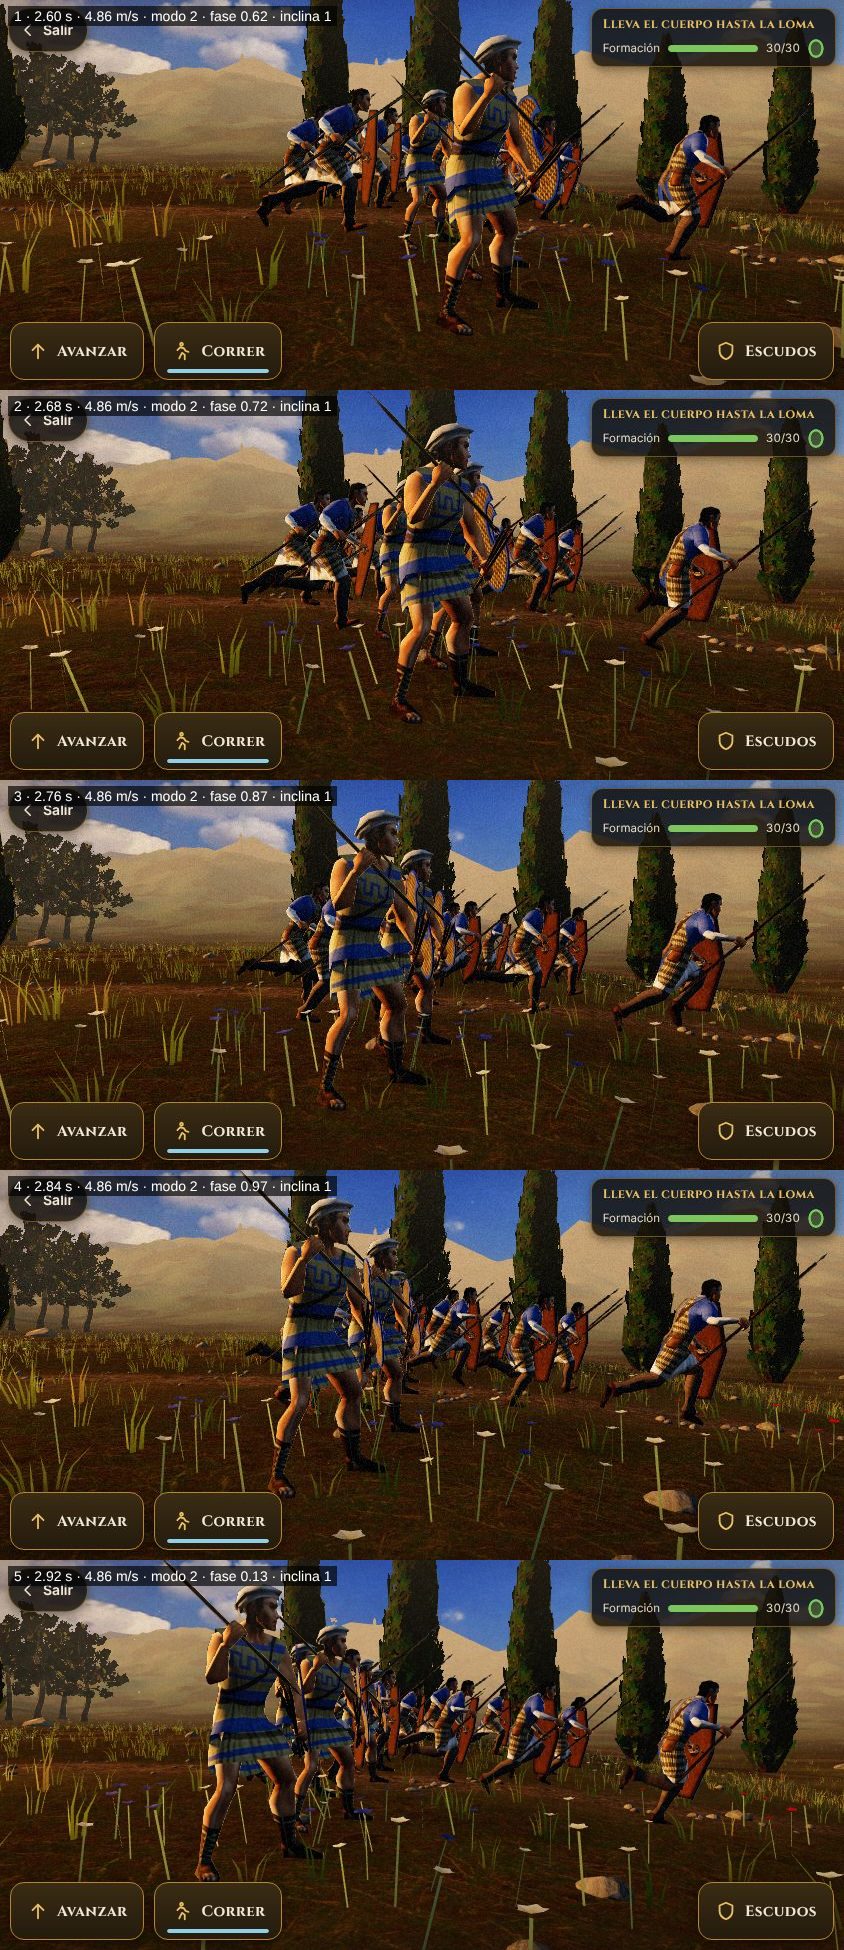 1 · 2.60 s · 4.86 m/s · modo 2 · fase 0.62 · inclina 1
Salir
Lleva el cuerpo hasta la loma
Formación 30/30
Avanzar
Correr
Escudos
2 · 2.68 s · 4.86 m/s · modo 2 · fase 0.72 · inclina 1
Salir
Lleva el cuerpo hasta la loma
Formación 30/30
Avanzar
Correr
Escudos
3 · 2.76 s · 4.86 m/s · modo 2 · fase 0.87 · inclina 1
Salir
Lleva el cuerpo hasta la loma
Formación 30/30
Avanzar
Correr
Escudos
4 · 2.84 s · 4.86 m/s · modo 2 · fase 0.97 · inclina 1
Salir
Lleva el cuerpo hasta la loma
Formación 30/30
Avanzar
Correr
Escudos
5 · 2.92 s · 4.86 m/s · modo 2 · fase 0.13 · inclina 1
Salir
Lleva el cuerpo hasta la loma
Formación 30/30
Avanzar
Correr
Escudos